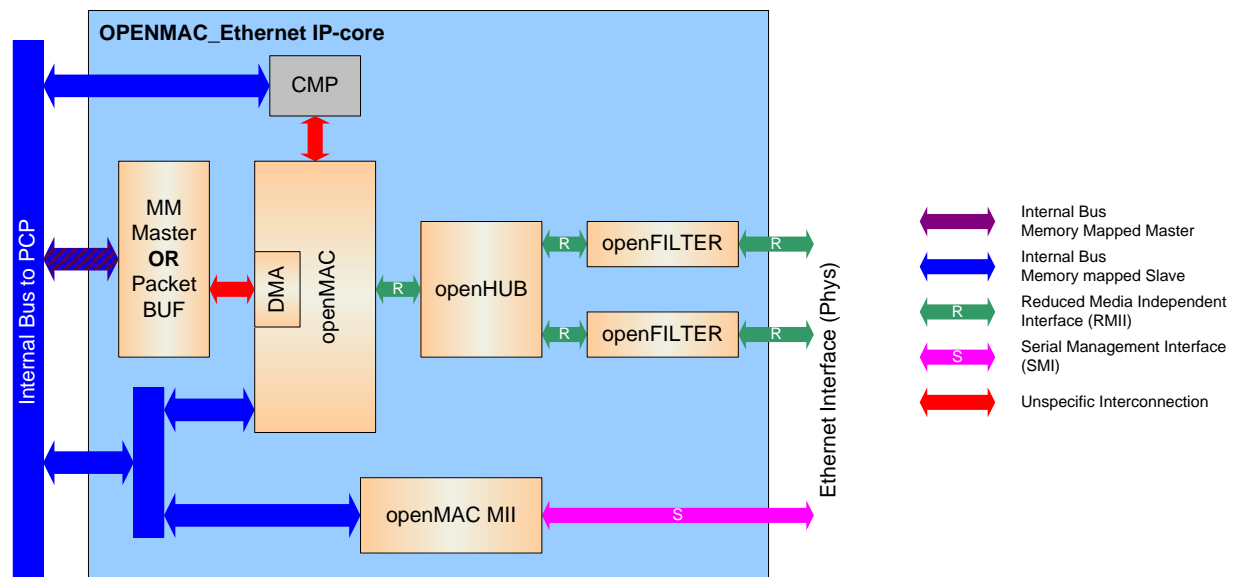 OPENMAC_Ethernet IP-core
Internal Bus to PCP
CMP
MM
Master
OR
Packet
BUF
DMA
openMAC
R
openHUB
R
openFILTER
R
R
openFILTER
R
openMAC MII
S
Ethernet Interface (Phys)
Internal Bus
Memory Mapped Master
Internal Bus
Memory mapped Slave
R
Reduced Media Independent
Interface (RMII)
S
Serial Management Interface
(SMI)
Unspecific Interconnection